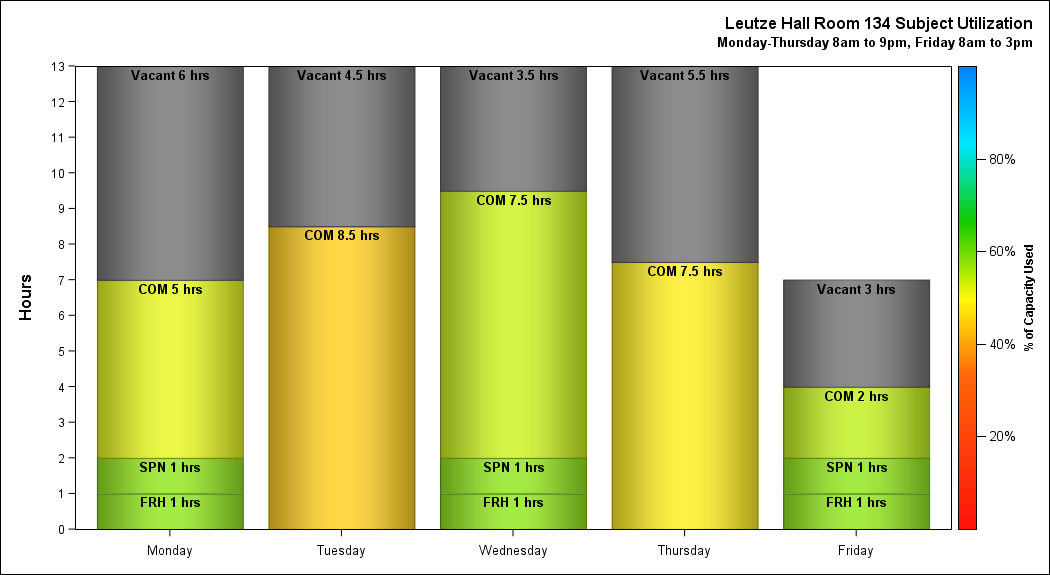 Leutze Hall Room 134 Subject Utilization
Monday-Thursday 8am to 9pm, Friday 8am to 3pm
Hours
13
12
11
10
9
8
7
6
5
4
3
2
1
0
Vacant 6 hrs
COM 5 hrs
SPN 1 hrs
FRH 1 hrs
Vacant 4.5 hrs
COM 8.5 hrs
Vacant 3.5 hrs
COM 7.5 hrs
SPN 1 hrs
FRH 1 hrs
Vacant 5.5 hrs
COM 7.5 hrs
Vacant 3 hrs
COM 2 hrs
SPN 1 hrs
FRH 1 hrs
Monday
Tuesday
Wednesday
Thursday
Friday
80%
60%
40%
20%
% of Capacity Used